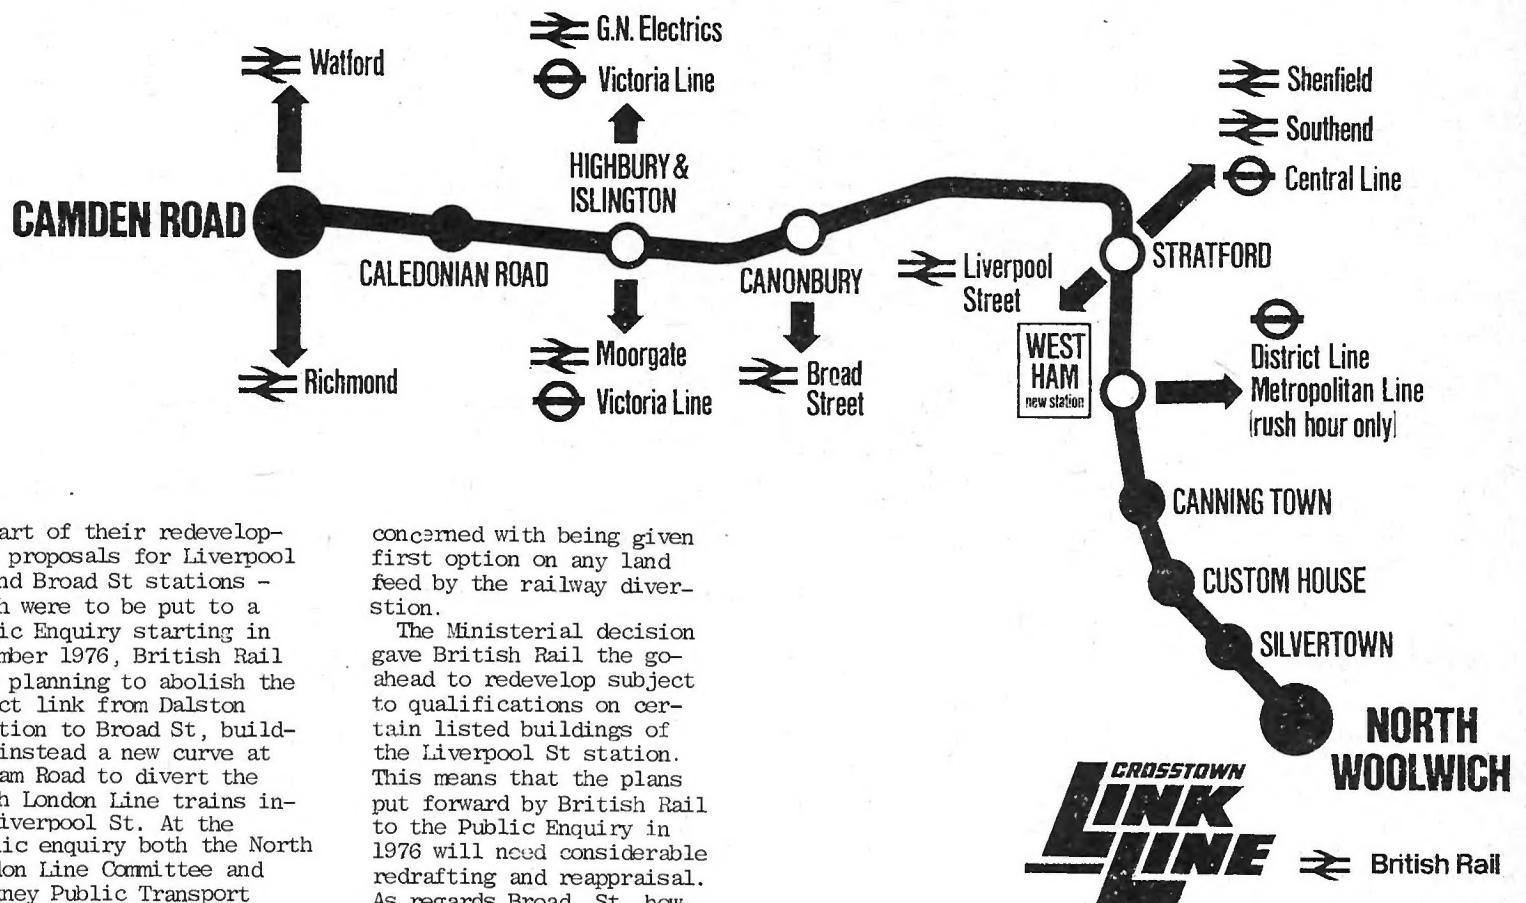 G.N. Electrics
Victoria Line
Watford
Shenfield
Southend
Central Line
HIGHBURY &
ISLINGTON
CAMDEN ROAD
CALEDONIAN ROAD
CANONBURY
Liverpool
Street
STRATFORD
WEST
HAM
new station
District Line
Metropolitan Line
(rush hour only)
Moorgate
Victoria Line
Richmond
Broad
Street
CANNING TOWN
CUSTOM HOUSE
SILVERTOWN
NORTH
WOOLWICH
CROSSTOWN
LINK
LINE
British Rail
art of their redevelop-
proposals for Liverpool
nd Broad St stations -
h were to be put to a
ic Enquiry starting in
mber 1976, British Rail
planning to abolish the
ct link from Dalston
tion to Broad St, build-
instead a new curve at
am Road to divert the
h London Line trains in-
iverpool St. At the
lic enquiry both the North
don Line Committee and
ney Public Transport
concerned with being given
first option on any land
feed by the railway diver-
stion.
The Ministerial decision
gave British Rail the go-
ahead to redevelop subject
to qualifications on cer-
tain listed buildings of
the Liverpool St station.
This means that the plans
put forward by British Rail
to the Public Enquiry in
1976 will need considerable
redrafting and reappraisal.
As regards Broad St, how